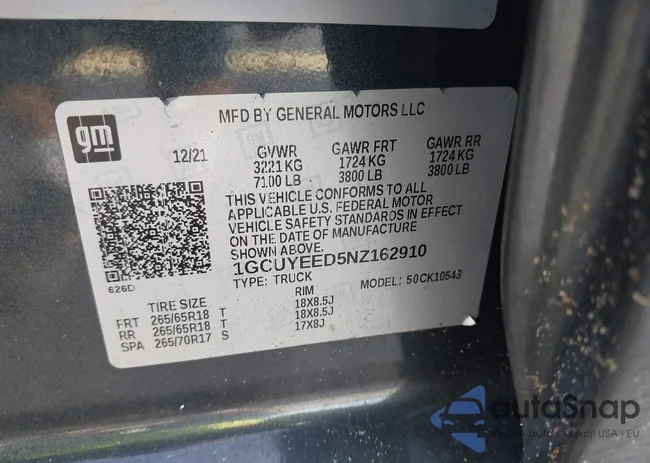 gm
MFD BY GENERAL MOTORS LLC
12/21 GVWR GAWR FRT GAWR RR
3221 KG 1724 KG 1724 KG
7100 LB 3800 LB 3800 LB
THIS VEHICLE CONFORMS TO ALL
APPLICABLE U.S. FEDERAL MOTOR
VEHICLE SAFETY STANDARDS IN EFFECT
ON THE DATE OF MANUFACTURE
SHOWN ABOVE.
1GCUYEED5NZ162910
626D
TYPE: TRUCK MODEL: 50CK10543
TIRE SIZE RIM
FRT 265/65R18 T 18X8.5J
RR 265/65R18 T 18X8.5J
SPA 265/70R17 S 17X8J
autaSnap
USA EU